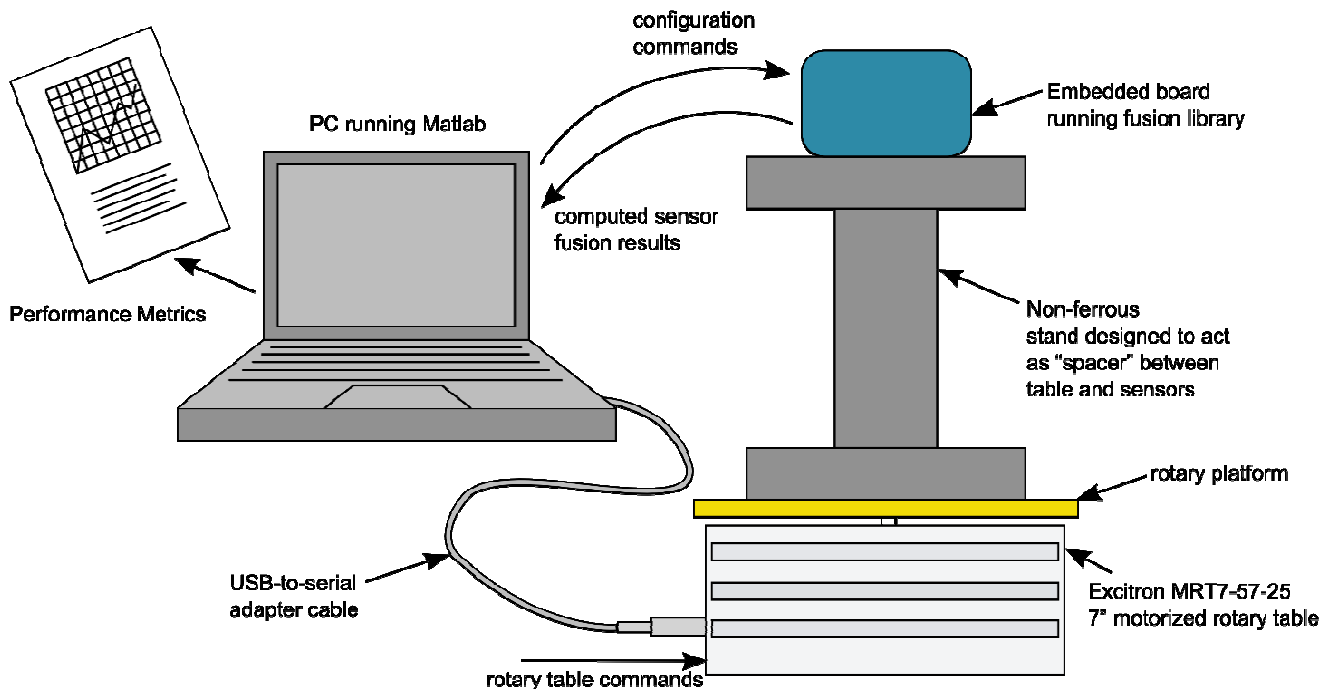 configuration
commands
PC running Matlab
Embedded board
running fusion library
computed sensor
fusion results
Performance Metrics
Non-ferrous
stand designed to act
as “spacer” between
table and sensors
rotary platform
USB-to-serial
adapter cable
Excitron MRT7-57-25
7” motorized rotary table
rotary table commands